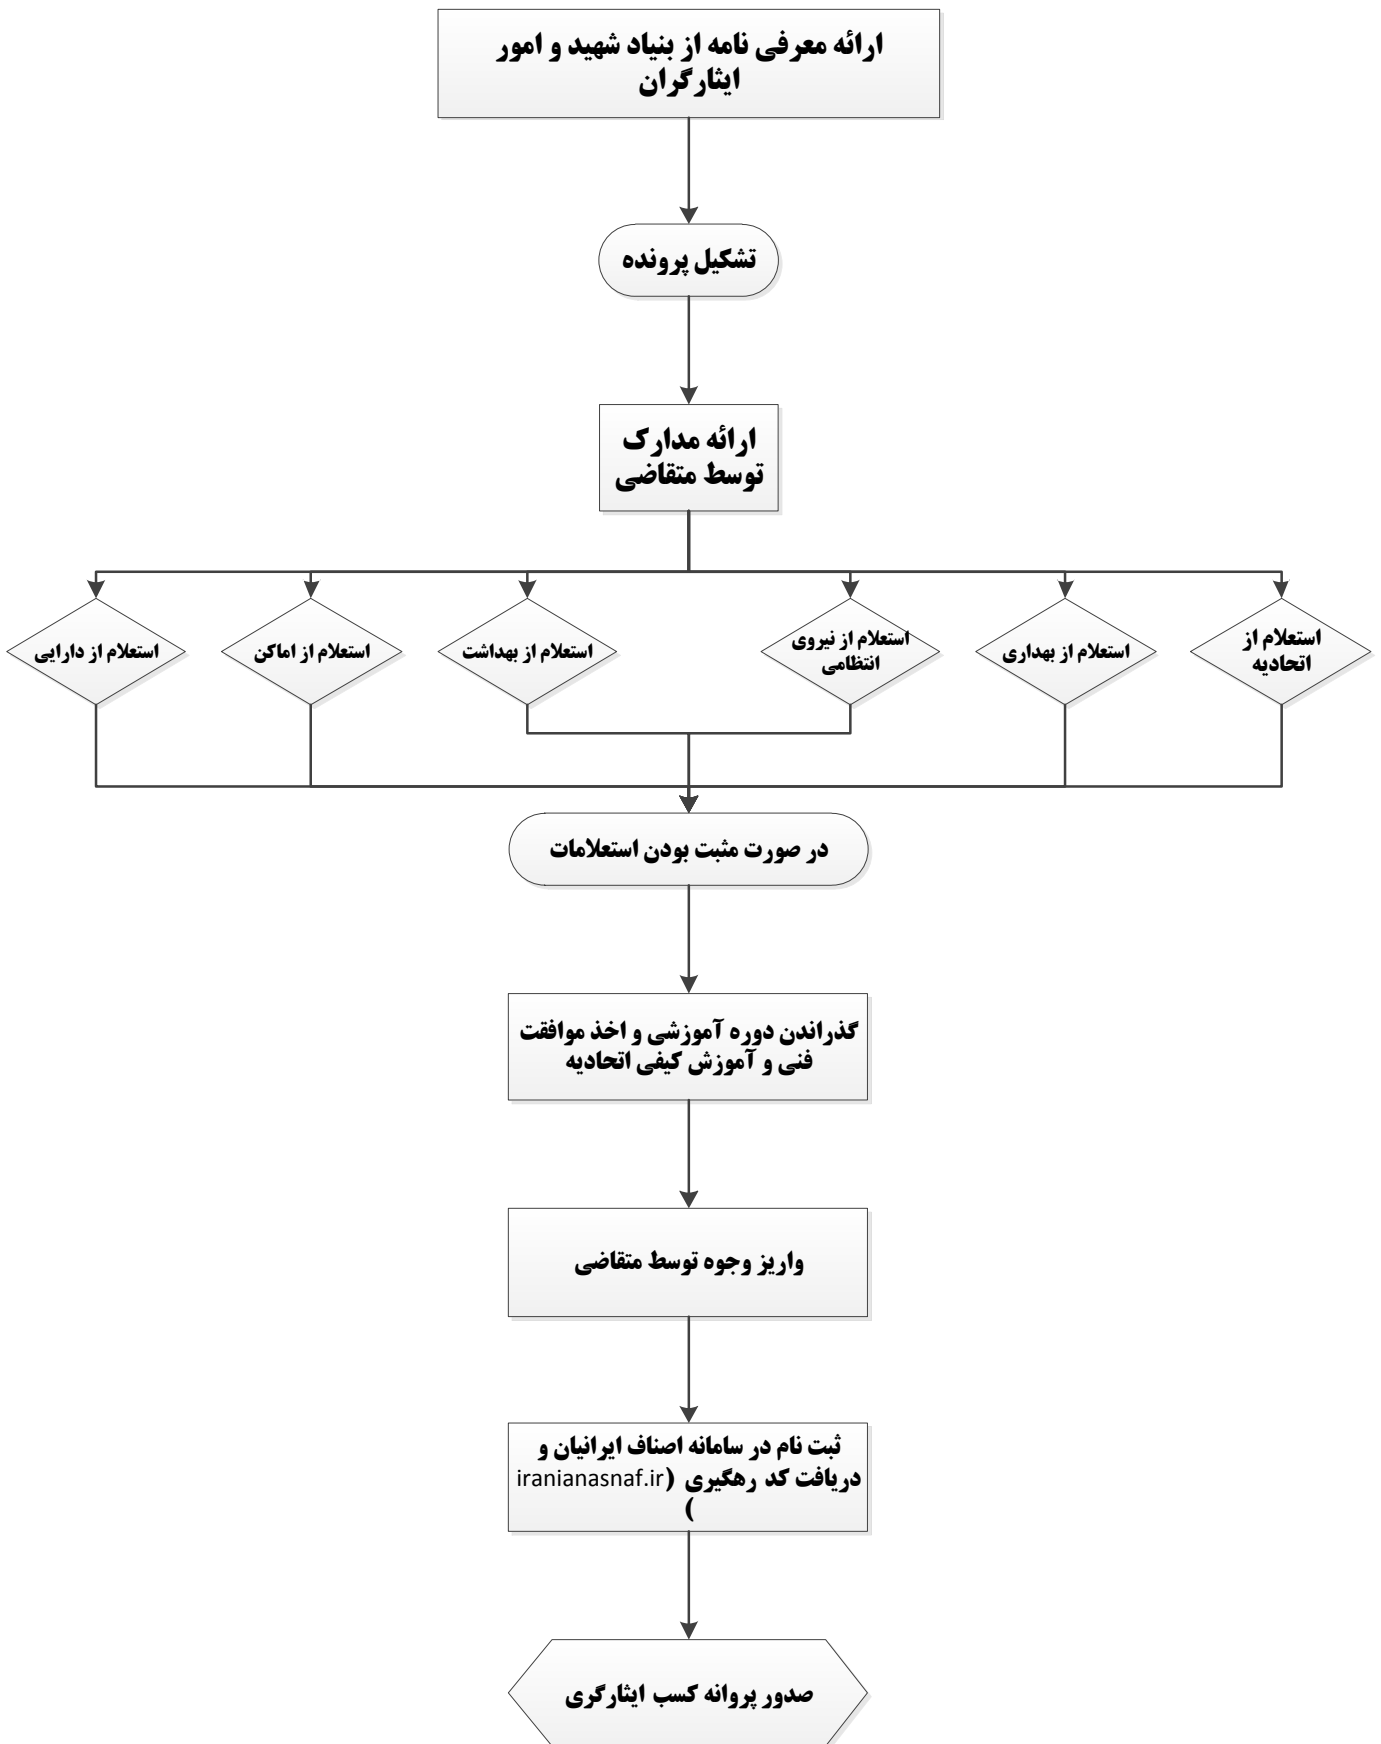 ارائه معرفی نامه از بنیاد شهید و امور
ایثارگران
تشکیل پرونده
ارائه مدارک
توسط متقاضی
استعلام از
اتحادیه
استعلام از بهداری
استعلام از نیروی
انتظامی
استعلام از بهداشت
استعلام از اماکن
استعلام از دارایی
در صورت مثبت بودن استعلامات
گذراندن دوره آموزشی و اخذ موافقت
فنی و آموزش کیفی اتحادیه
واریز وجوه توسط متقاضی
ثبت نام در سامانه اصناف ایرانیان و
دریافت کد رهگیری (iranianasnaf.ir
)
صدور پروانه کسب ایثارگری